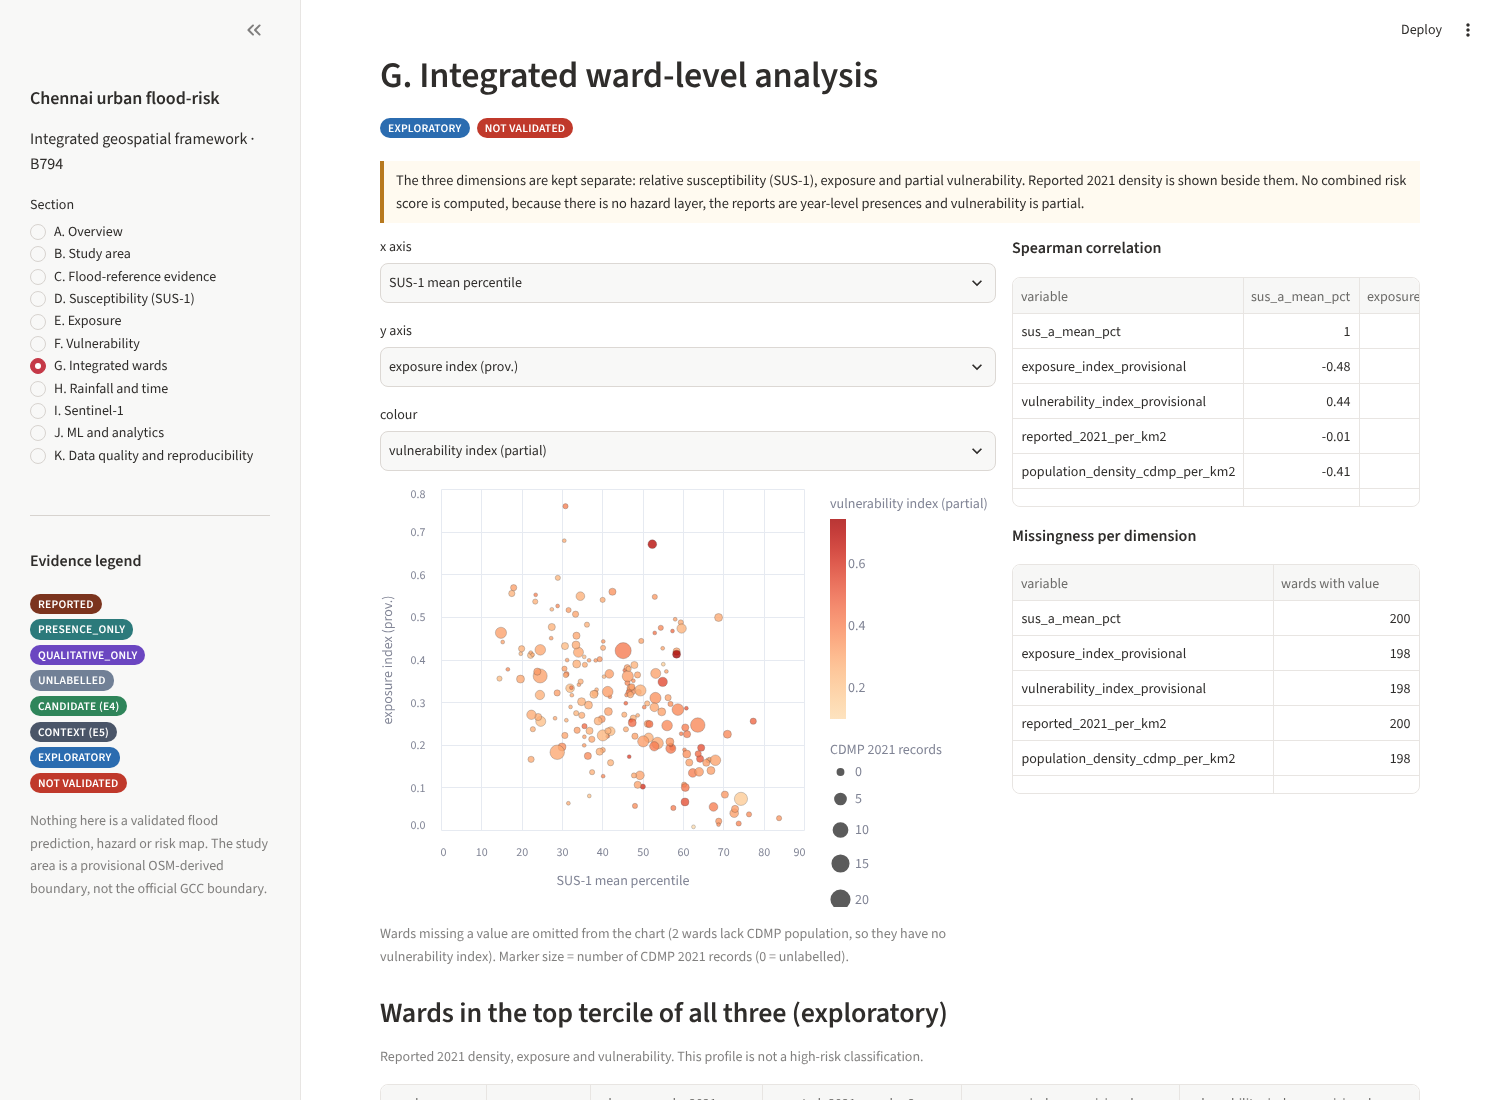 Deploy
Chennai urban flood-risk
Integrated geospatial framework ·
B794
Section
A. Overview
B. Study area
C. Flood-reference evidence
D. Susceptibility (SUS-1)
E. Exposure
F. Vulnerability
G. Integrated wards
H. Rainfall and time
I. Sentinel-1
J. ML and analytics
K. Data quality and reproducibility
Evidence legend
REPORTED
PRESENCE_ONLY
QUALITATIVE_ONLY
UNLABELLED
CANDIDATE (E4)
CONTEXT (E5)
EXPLORATORY
NOT VALIDATED
Nothing here is a validated flood
prediction, hazard or risk map. The study
area is a provisional OSM-derived
boundary, not the official GCC boundary.
G. Integrated ward-level analysis
EXPLORATORY NOT VALIDATED
The three dimensions are kept separate: relative susceptibility (SUS-1), exposure and partial vulnerability. Reported 2021 density is shown beside them. No combined risk
score is computed, because there is no hazard layer, the reports are year-level presences and vulnerability is partial.
x axis
SUS-1 mean percentile
y axis
exposure index (prov.)
colour
vulnerability index (partial)
0.8
0.7
0.6
0.5
0.4
0.3
0.2
0.1
0.0
exposure index (prov.)
0 10 20 30 40 50 60 70 80 90
SUS-1 mean percentile
vulnerability index (partial)
0.6
0.4
0.2
CDMP 2021 records
0
5
10
15
20
Wards missing a value are omitted from the chart (2 wards lack CDMP population, so they have no
vulnerability index). Marker size = number of CDMP 2021 records (0 = unlabelled).
Spearman correlation
variable sus_a_mean_pct exposure
sus_a_mean_pct 1
exposure_index_provisional -0.48
vulnerability_index_provisional 0.44
reported_2021_per_km2 -0.01
population_density_cdmp_per_km2 -0.41
Missingness per dimension
variable wards with value
sus_a_mean_pct 200
exposure_index_provisional 198
vulnerability_index_provisional 198
reported_2021_per_km2 200
population_density_cdmp_per_km2 198
Wards in the top tercile of all three (exploratory)
Reported 2021 density, exposure and vulnerability. This profile is not a high-risk classification.